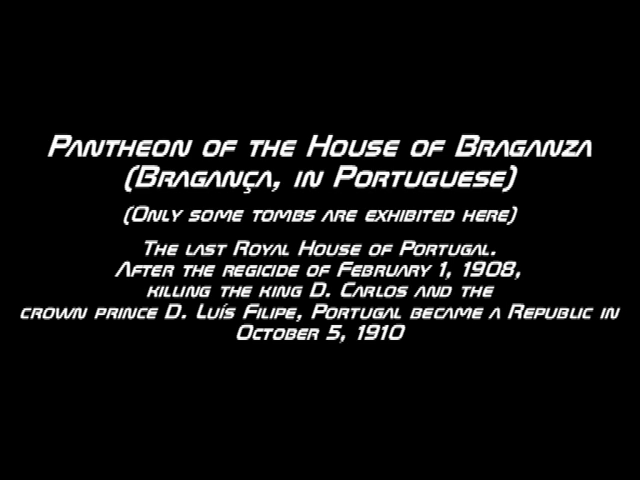 Pantheon of the House of Braganza
(Bragança, in Portuguese)
(Only some tombs are exhibited here)
The last Royal House of Portugal.
After the regicide of February 1, 1908,
killing the king D. Carlos and the
crown prince D. Luís Filipe, Portugal became a Republic in
October 5, 1910